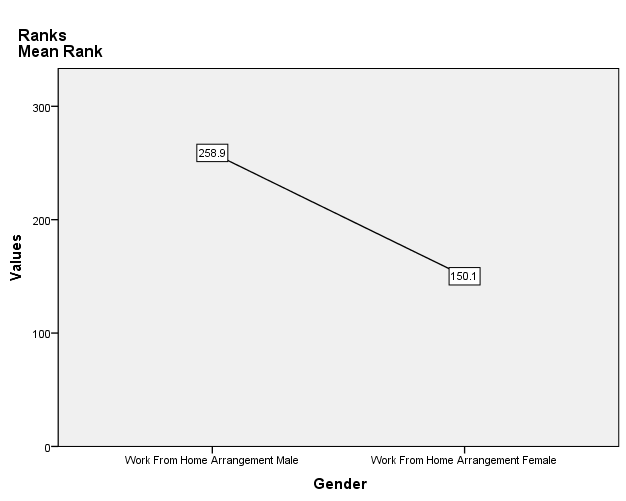 Ranks
Mean Rank
300
200
100
0
Values
258.9
150.1
Work From Home Arrangement Male
Work From Home Arrangement Female
Gender